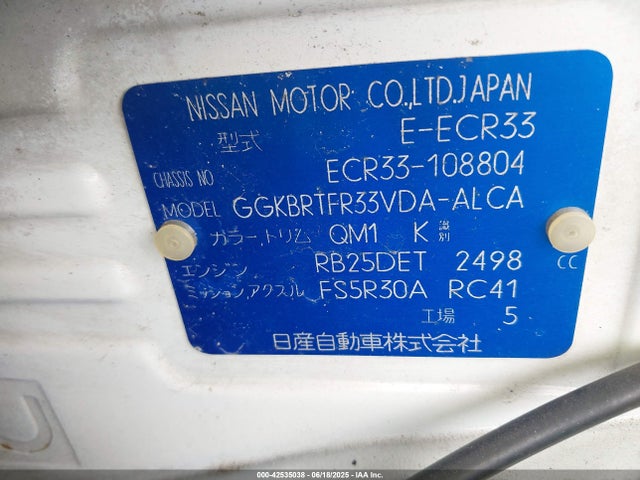 NISSAN MOTOR CO.,LTD.JAPAN
型式 E-ECR33
CHASSIS NO ECR33-108804
MODEL GGKBRTFR33VDA-ALCA
カラー,トリム QM1 K 識別
エンジン RB25DET 2498 CC
ミッション,アクスル FS5R30A RC41
工場 5
日産自動車株式会社
000-42535038 - 06/18/2025 - IAA Inc.